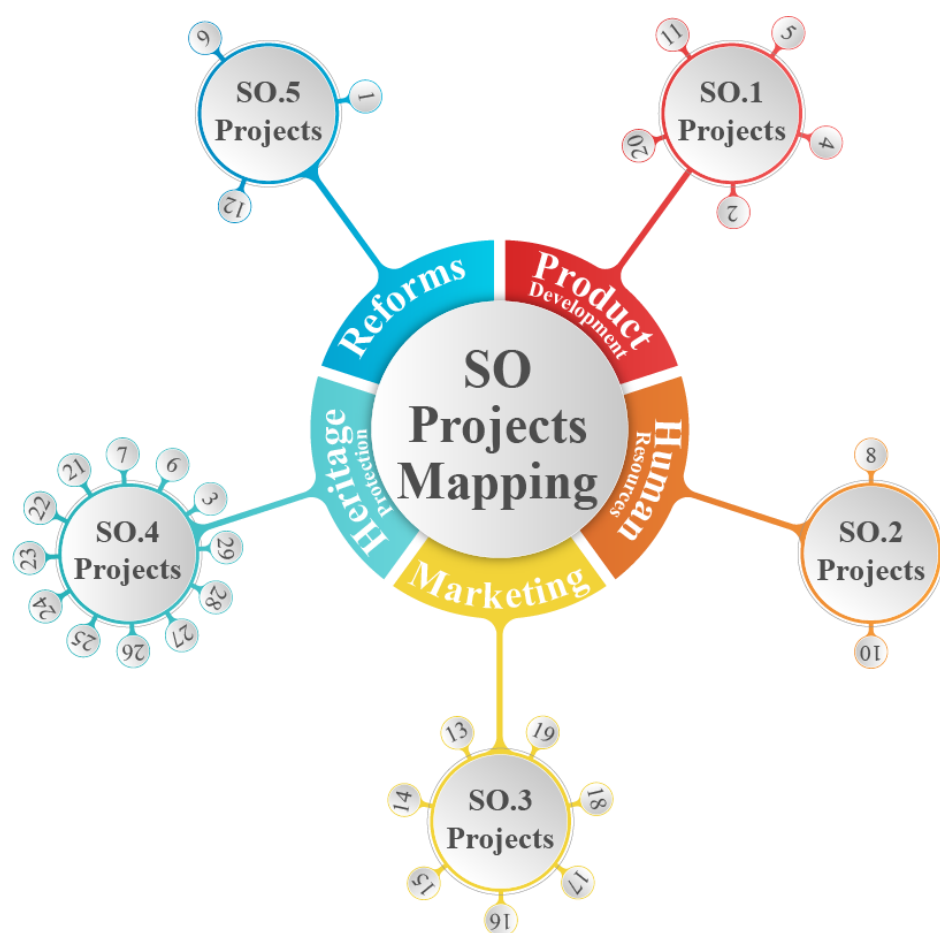 SO
Projects
Mapping
Product
Development
Human
Resources
Marketing
Heritage
Protection
Reforms
SO.1
Projects
11
5
4
2
20
SO.2
Projects
8
10
SO.3
Projects
13
14
15
16
17
18
19
SO.4
Projects
3
6
7
21
22
23
24
25
26
27
28
29
SO.5
Projects
9
1
12